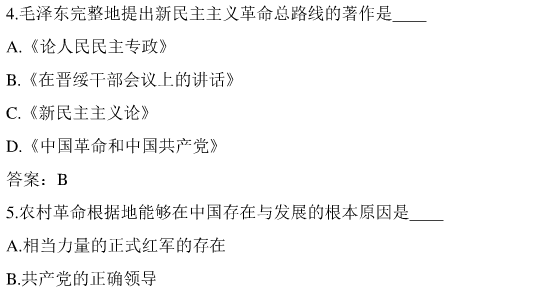 4.毛泽东完整地提出新民主主义革命总路线的著作是____
A.《论人民民主专政》
B.《在晋绥干部会议上的讲话》
C.《新民主主义论》
D.《中国革命和中国共产党》
答案：B
5.农村革命根据地能够在中国存在与发展的根本原因是____
A.相当力量的正式红军的存在
B.共产党的正确领导